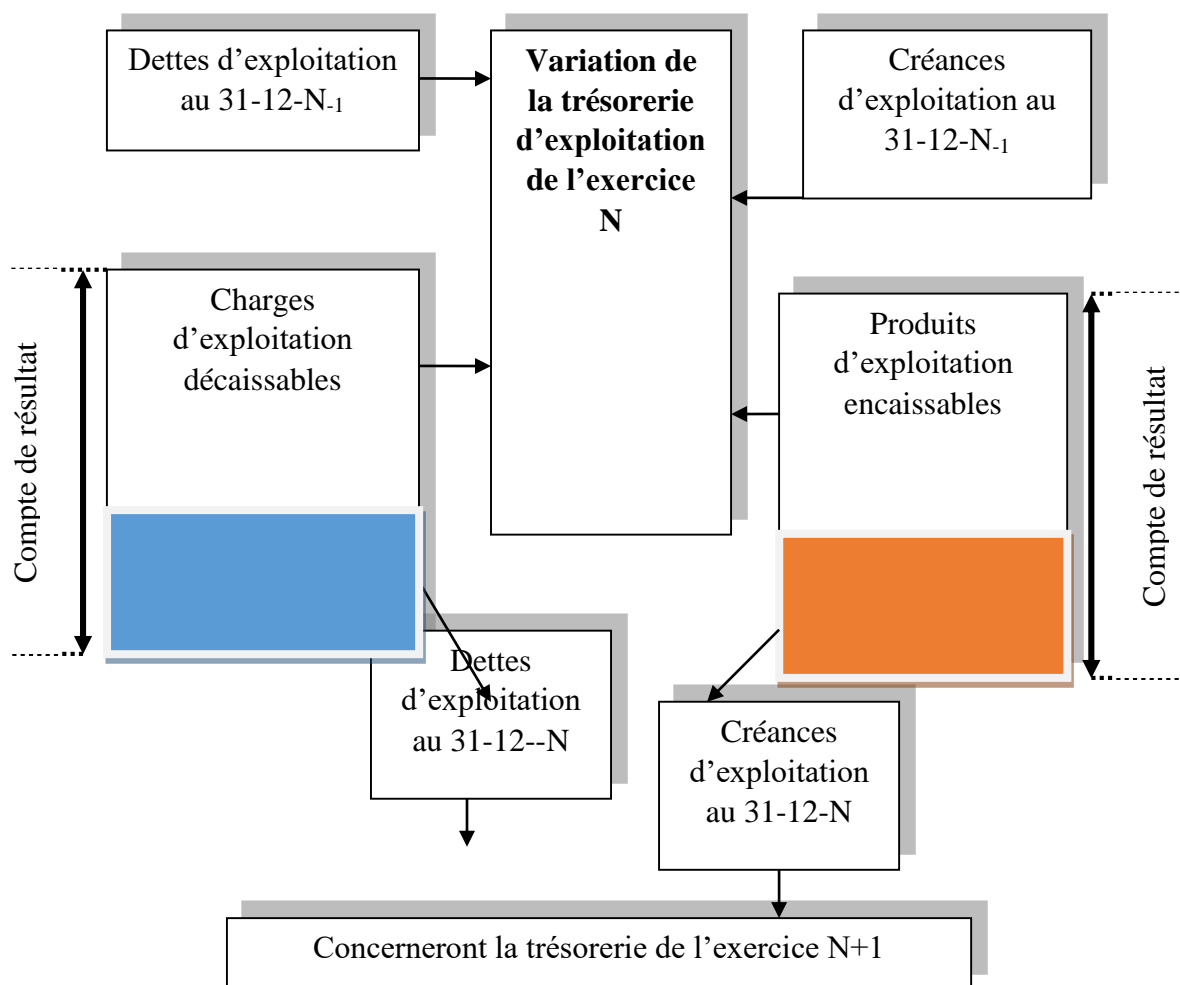 Dettes d’exploitation
au 31-12-N-1
Variation de
la trésorerie
d’exploitation
de l’exercice
N
Créances
d’exploitation au
31-12-N-1
Compte de résultat
Charges
d’exploitation
décaissables
Produits
d’exploitation
encaissables
Compte de résultat
Dettes
d’exploitation
au 31-12--N
Créances
d’exploitation
au 31-12-N
Concerneront la trésorerie de l’exercice N+1